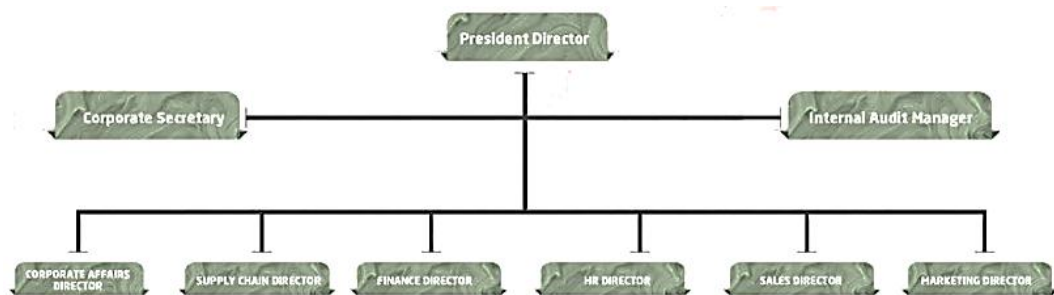 President Director
Corporate Secretary
Internal Audit Manager
CORPORATE AFFAIRS
DIRECTOR
SUPPLY CHAIN DIRECTOR
FINANCE DIRECTOR
HR DIRECTOR
SALES DIRECTOR
MARKETING DIRECTOR